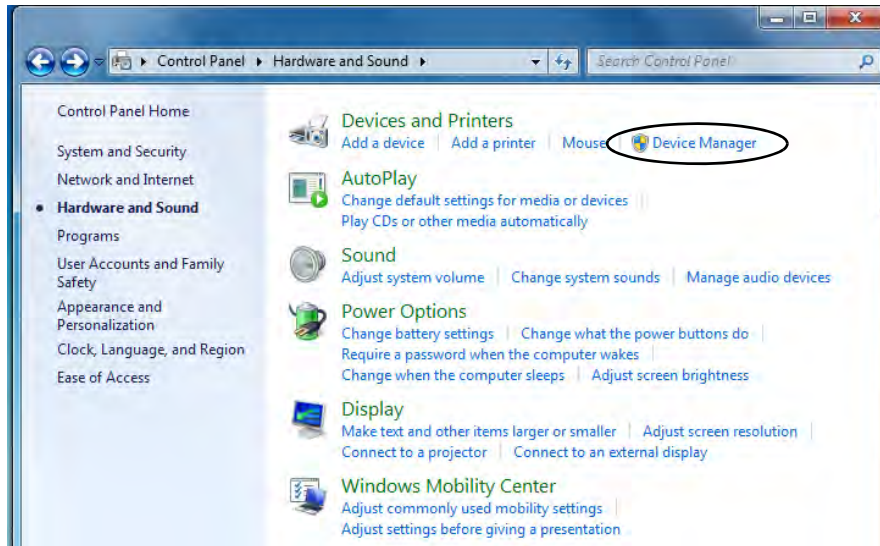 Control Panel Hardware and Sound Search Control Panel
Control Panel Home
System and Security
Network and Internet
Hardware and Sound
Programs
User Accounts and Family
Safety
Appearance and
Personalization
Clock, Language, and Region
Ease of Access
Devices and Printers
Add a device Add a printer Mouse Device Manager
AutoPlay
Change default settings for media or devices
Play CDs or other media automatically
Sound
Adjust system volume Change system sounds Manage audio devices
Power Options
Change battery settings Change what the power buttons do
Require a password when the computer wakes
Change when the computer sleeps Adjust screen brightness
Display
Make text and other items larger or smaller Adjust screen resolution
Connect to a projector Connect to an external display
Windows Mobility Center
Adjust commonly used mobility settings
Adjust settings before giving a presentation